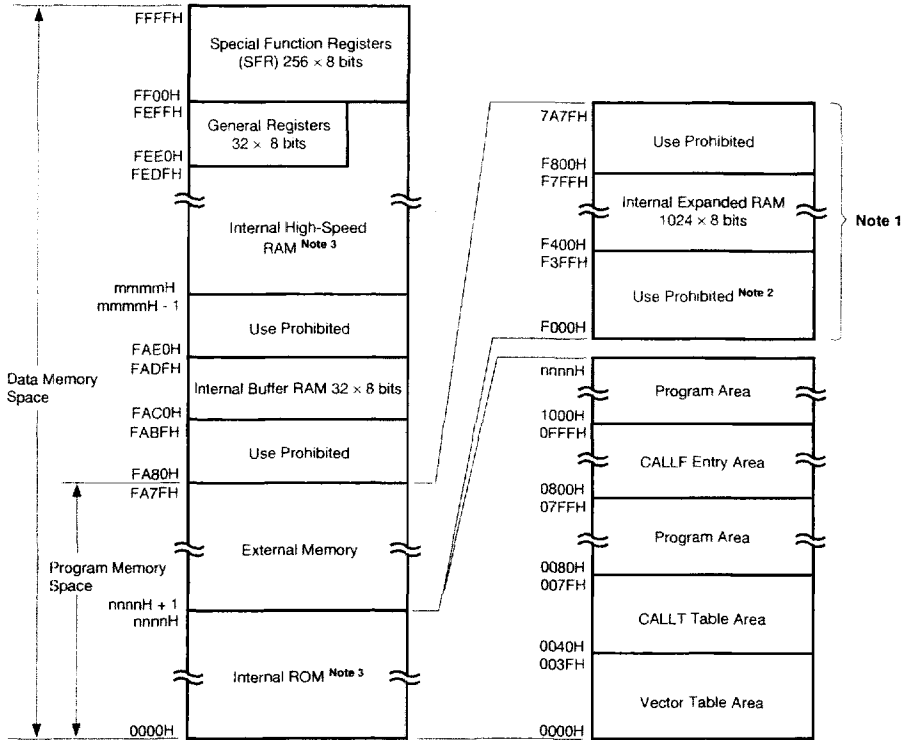 FFFFH
Special Function Registers
(SFR) 256 × 8 bits
FF00H
FEFFH
General Registers
32 × 8 bits
FEE0H
FEDFH
Internal High-Speed
RAM Note 3
mmmmH
mmmmH - 1
Use Prohibited
FAE0H
FADFH
Internal Buffer RAM 32 × 8 bits
FAC0H
FABFH
Use Prohibited
FA80H
FA7FH
External Memory
nnnnH + 1
nnnnH
Internal ROM Note 3
0000H
Data Memory
Space
Program Memory
Space
7A7FH
Use Prohibited
F800H
F7FFH
Internal Expanded RAM
1024 × 8 bits
F400H
F3FFH
Use Prohibited Note 2
F000H
Note 1
nnnnH
Program Area
1000H
0FFFH
CALLF Entry Area
0800H
07FFH
Program Area
0080H
007FH
CALLT Table Area
0040H
003FH
Vector Table Area
0000H